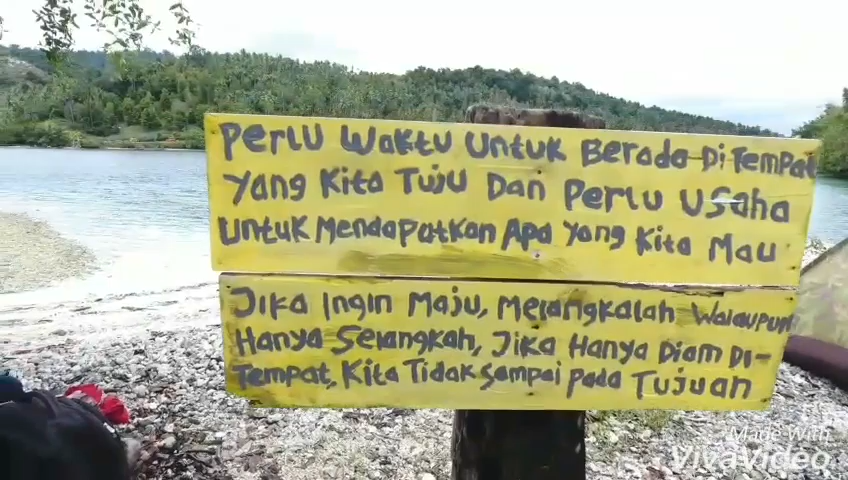 Perlu Waktu Untuk Berada Di Tempat
Yang Kita Tuju Dan Perlu Usaha
Untuk Mendapatkan Apa Yang Kita Mau
Jika Ingin Maju, Merangkalah Walaupun
Hanya Selangkah, Jika Hanya Diam Di-
Tempat, Kita Tidak Sampai Pada Tujuan
Made With
VivaVideo